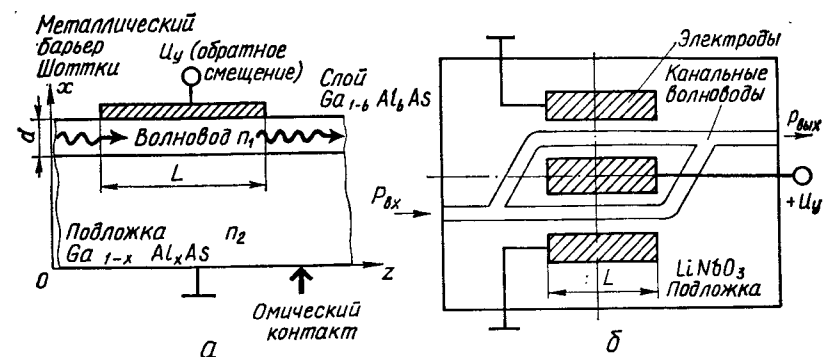 Металлический
барьер
Шоттки
x
Uу (обратное
смещение)
Слой
Ga1-b AlbAs
d
Волновод n1
L
Подложка n2
Ga1-x AlxAs
0
z
Омический
контакт
а
Электроды
Канальные
волноводы
Pвых
Pвх
+Uу
: L
LiNbO3
Подложка
б